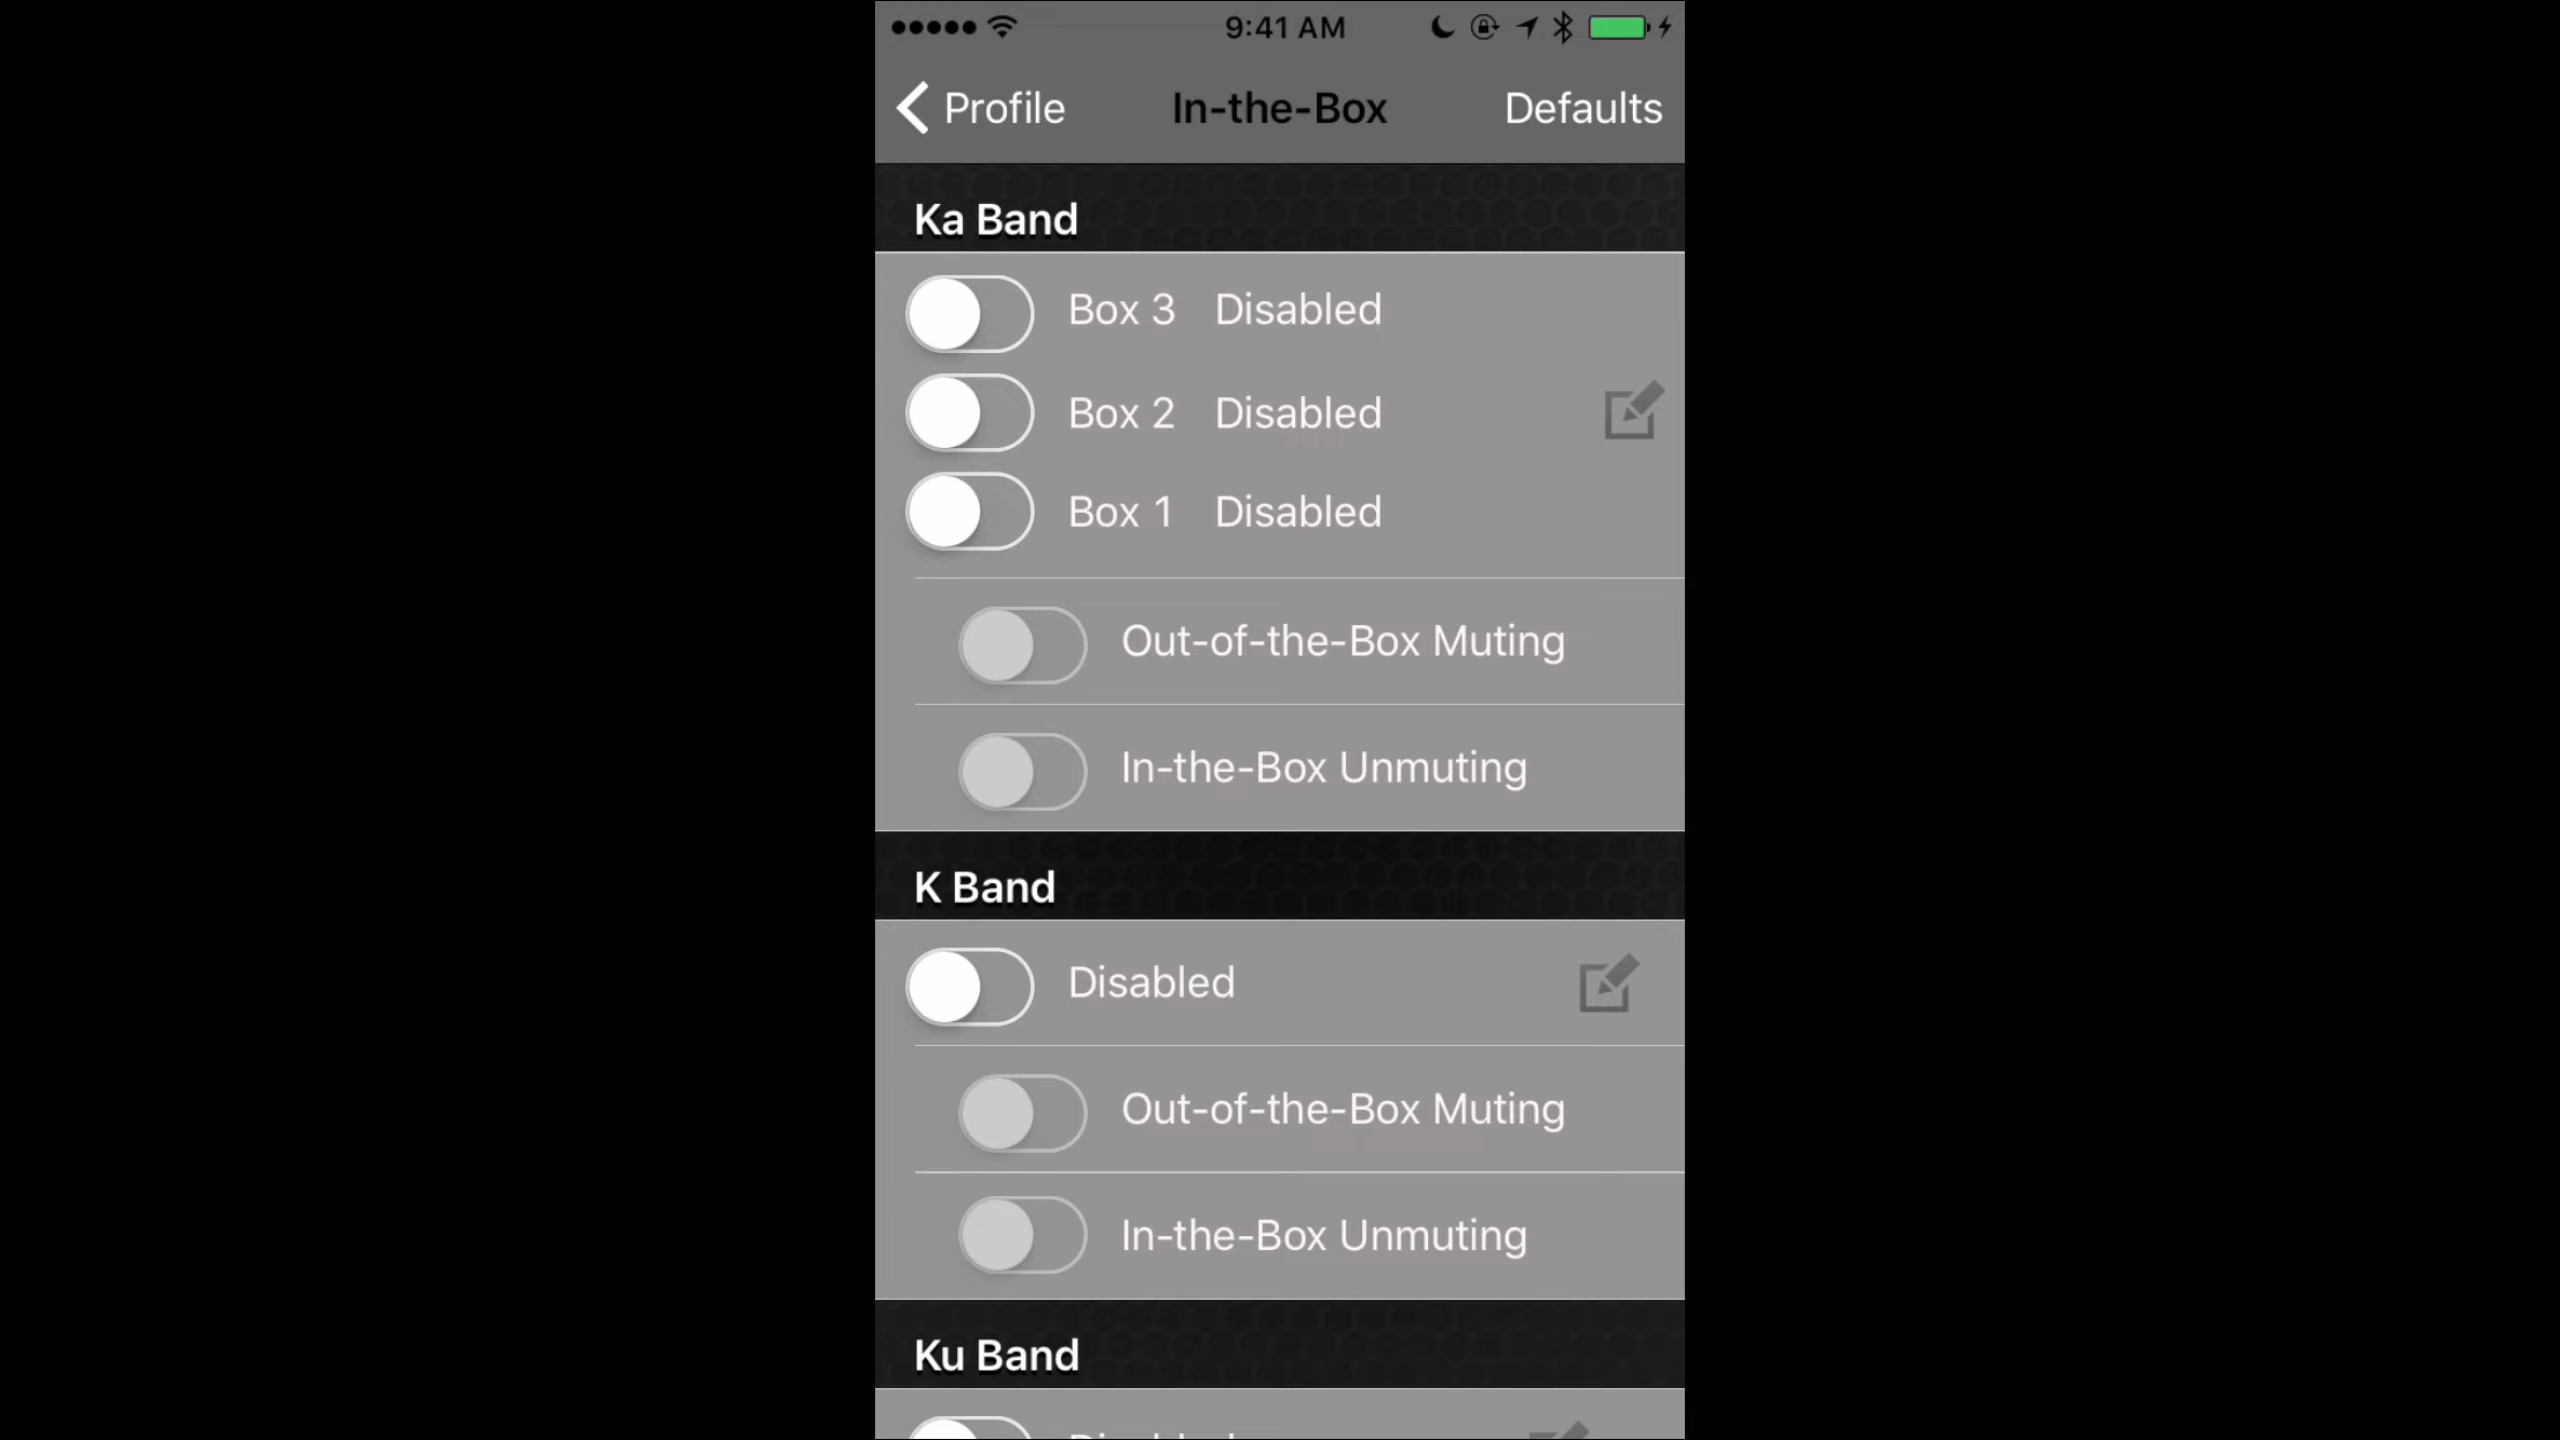 9:41 AM
Profile In-the-Box Defaults
Ka Band
Box 3 Disabled
Box 2 Disabled
Box 1 Disabled
Out-of-the-Box Muting
In-the-Box Unmuting
K Band
Disabled
Out-of-the-Box Muting
In-the-Box Unmuting
Ku Band